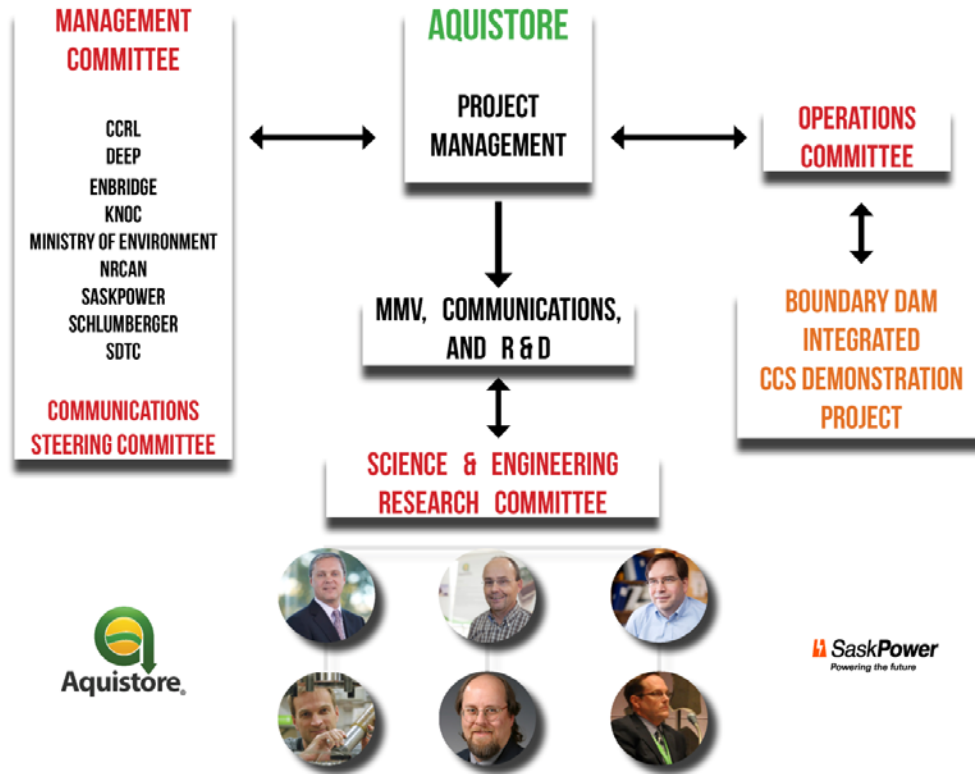 MANAGEMENT
COMMITTEE
CCRL
DEEP
ENBRIDGE
KNOC
MINISTRY OF ENVIRONMENT
NRCAN
SASKPOWER
SCHLUMBERGER
SDTC
COMMUNICATIONS
STEERING COMMITTEE
AQUISTORE
PROJECT
MANAGEMENT
OPERATIONS
COMMITTEE
MMV, COMMUNICATIONS,
AND R & D
BOUNDARY DAM
INTEGRATED
CCS DEMONSTRATION
PROJECT
SCIENCE & ENGINEERING
RESEARCH COMMITTEE
Aquistore®
SaskPower
Powering the future